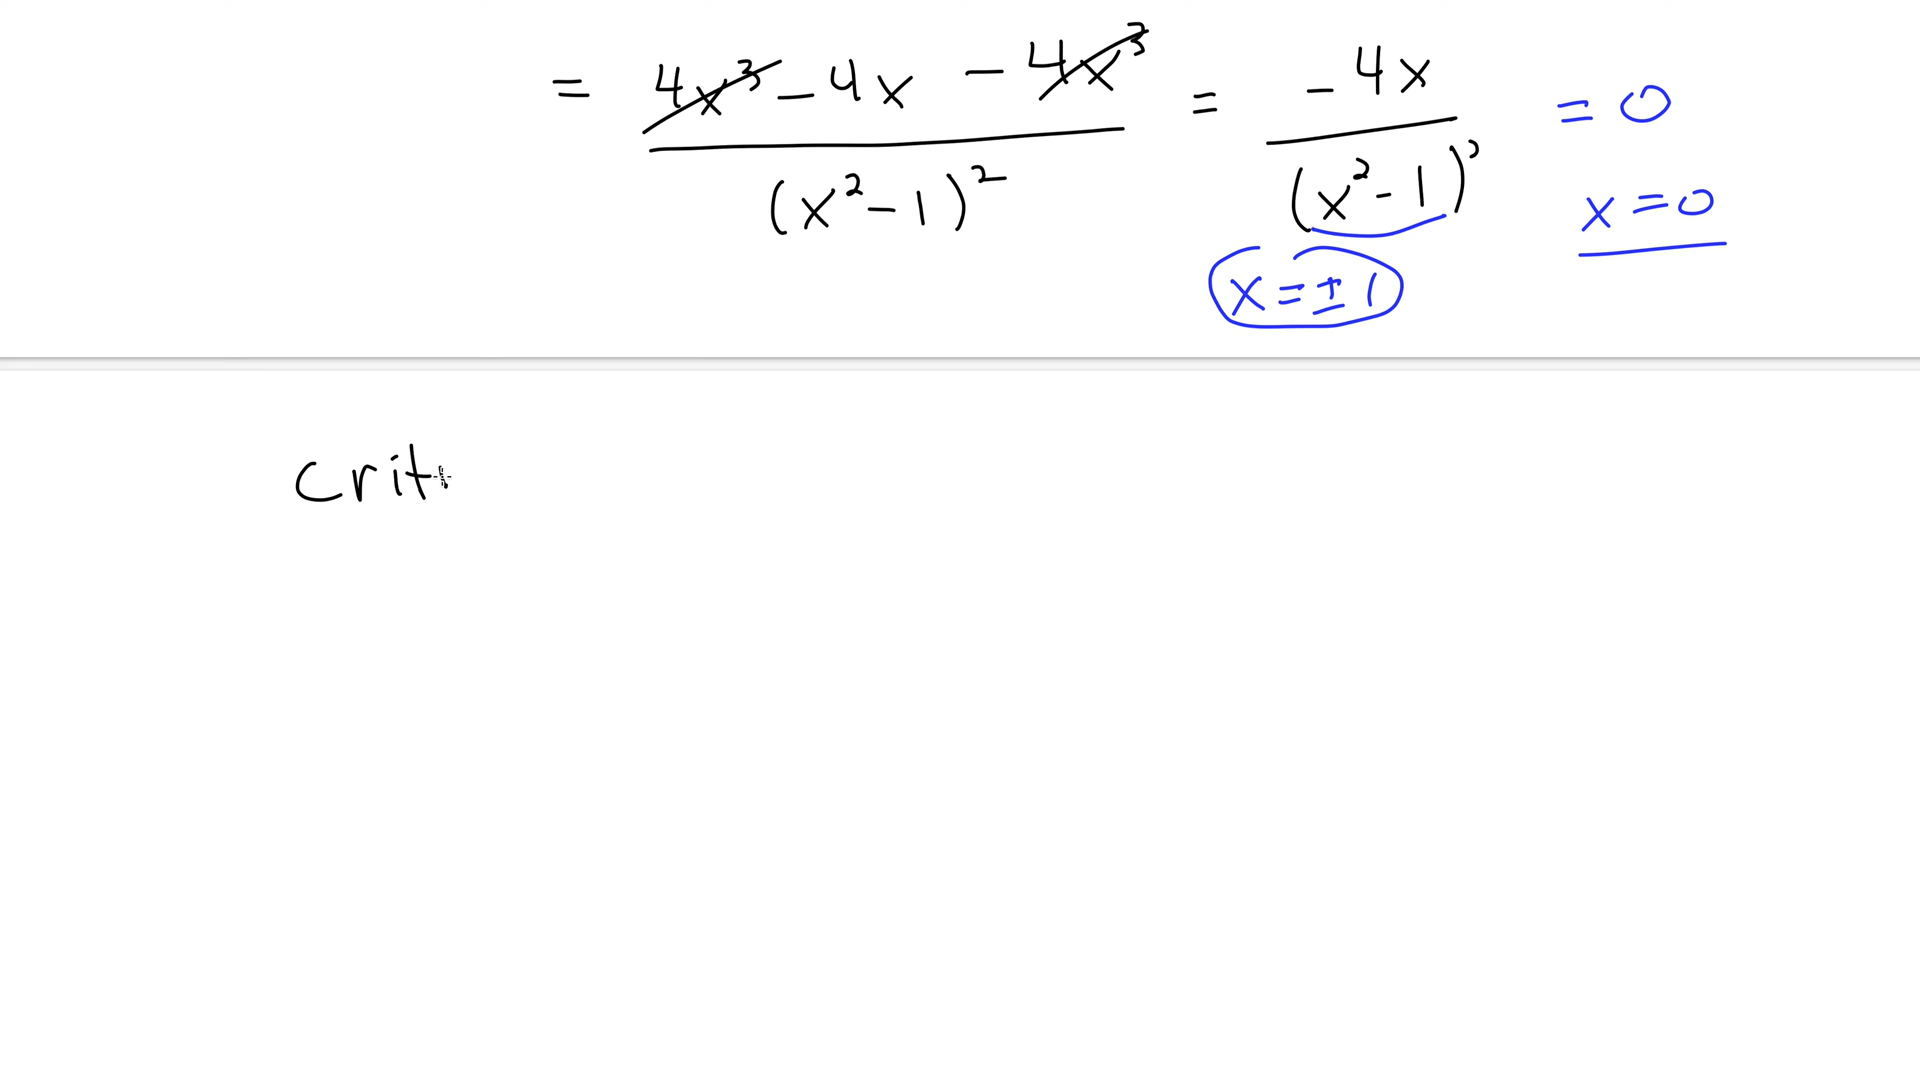 = (4x³ - 4x - 4x³)/(x² - 1)² = (-4x)/(x² - 1)² = 0
x = 0
x = ± 1
crit